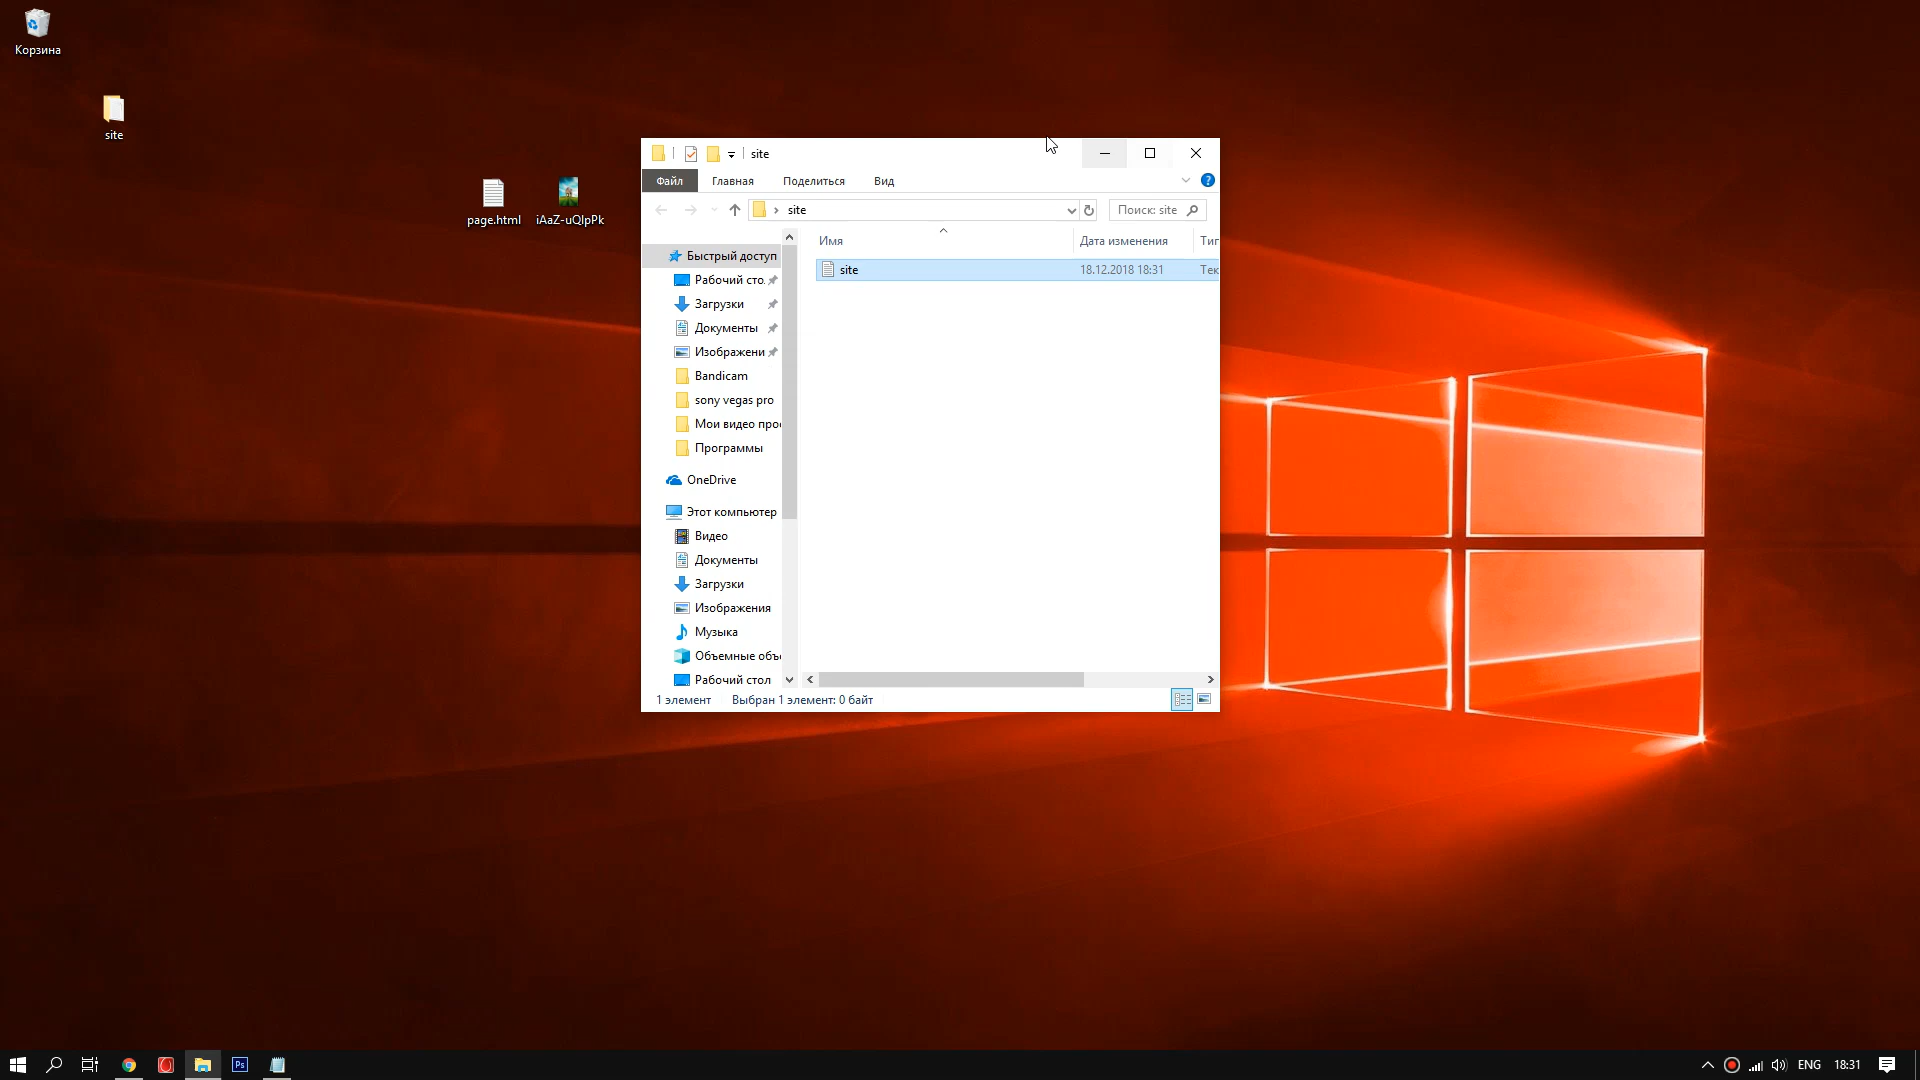 Корзина
site
page.html
iAaZ-uQlpPk
site
Файл
Главная
Поделиться
Вид
site
Поиск: site
Имя
Дата изменения
Тип
site
18.12.2018 18:31
Тек
Быстрый доступ
Рабочий сто
Загрузки
Документы
Изображени
Bandicam
sony vegas pro
Мои видео прое
Программы
OneDrive
Этот компьютер
Видео
Документы
Загрузки
Изображения
Музыка
Объемные объ
Рабочий стол
1 элемент
Выбран 1 элемент: 0 байт
Ps
ENG
18:31